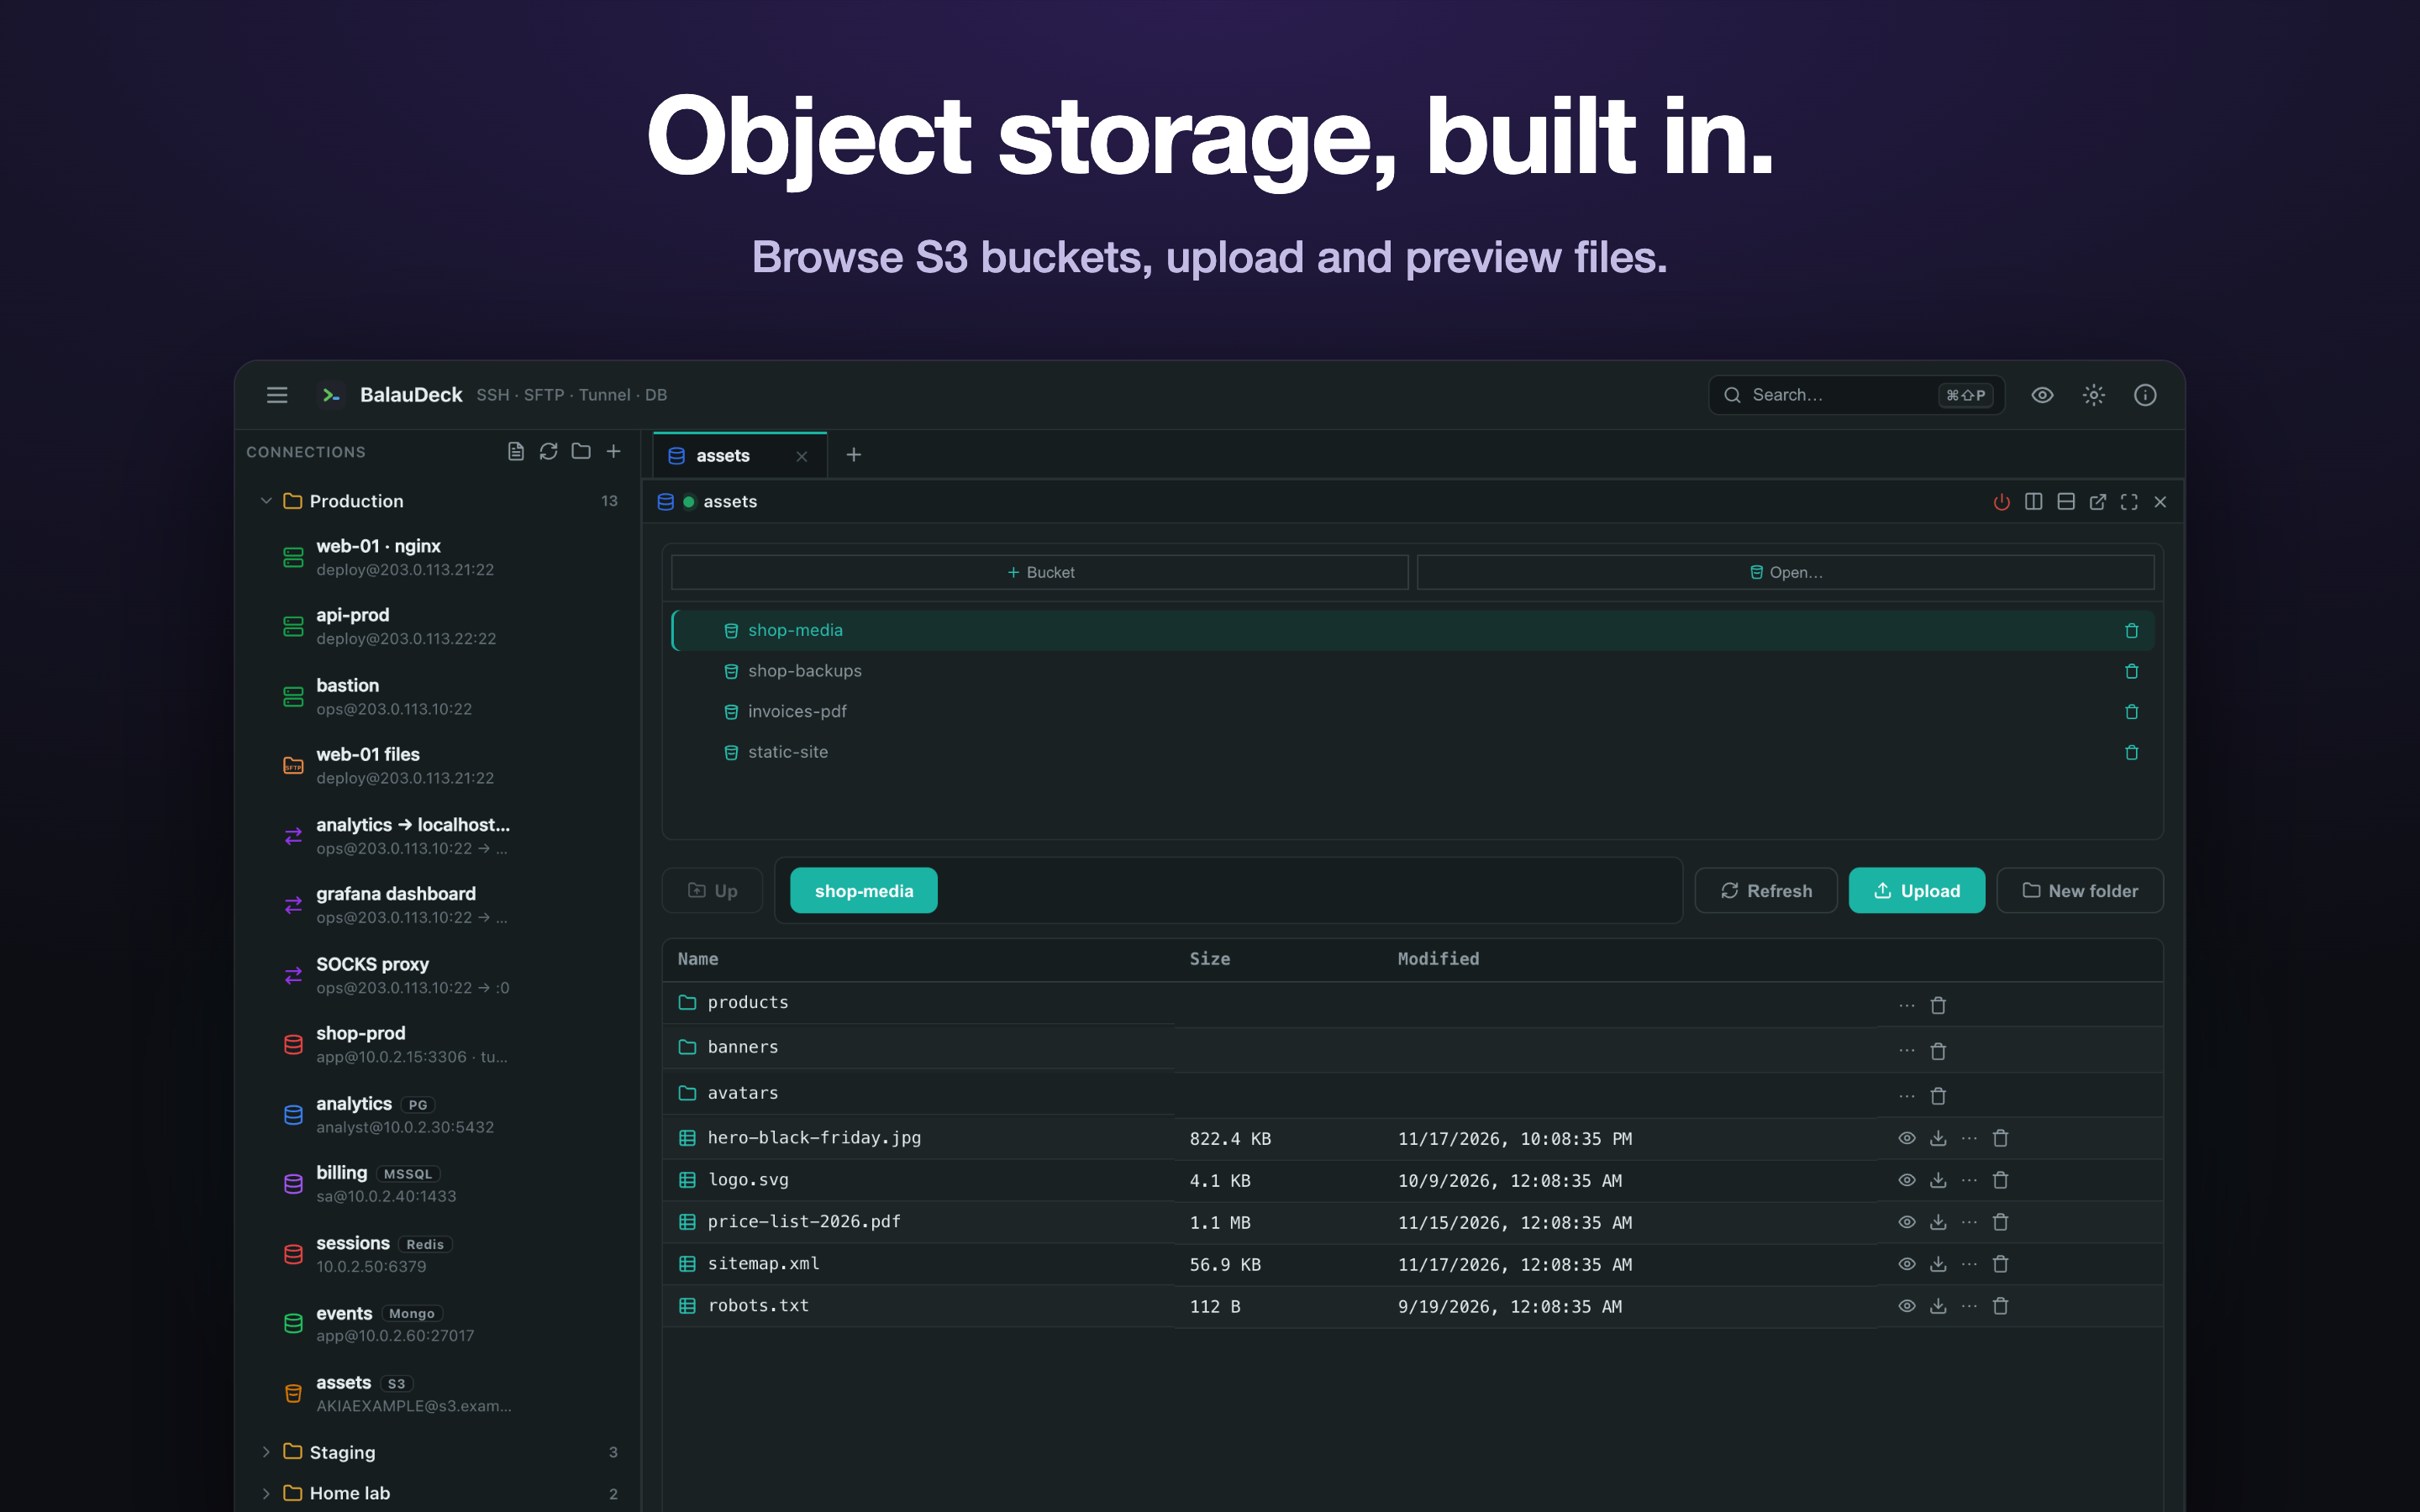 Object storage, built in.
Browse S3 buckets, upload and preview files.
BalauDeck SSH · SFTP · Tunnel · DB
Search… ⌘⇧P
CONNECTIONS
Production 13
web-01 · nginx
deploy@203.0.113.21:22
api-prod
deploy@203.0.113.22:22
bastion
ops@203.0.113.10:22
web-01 files
deploy@203.0.113.21:22
analytics → localhost…
ops@203.0.113.10:22 → …
grafana dashboard
ops@203.0.113.10:22 → …
SOCKS proxy
ops@203.0.113.10:22 → :0
shop-prod
app@10.0.2.15:3306 · tu…
analytics PG
analyst@10.0.2.30:5432
billing MSSQL
sa@10.0.2.40:1433
sessions Redis
10.0.2.50:6379
events Mongo
app@10.0.2.60:27017
assets S3
AKIAEXAMPLE@s3.exam…
Staging 3
Home lab 2
assets
assets
+ Bucket Open…
shop-media
shop-backups
invoices-pdf
static-site
Up shop-media Refresh Upload New folder
Name Size Modified
products
banners
avatars
hero-black-friday.jpg 822.4 KB 11/17/2026, 10:08:35 PM
logo.svg 4.1 KB 10/9/2026, 12:08:35 AM
price-list-2026.pdf 1.1 MB 11/15/2026, 12:08:35 AM
sitemap.xml 56.9 KB 11/17/2026, 12:08:35 AM
robots.txt 112 B 9/19/2026, 12:08:35 AM